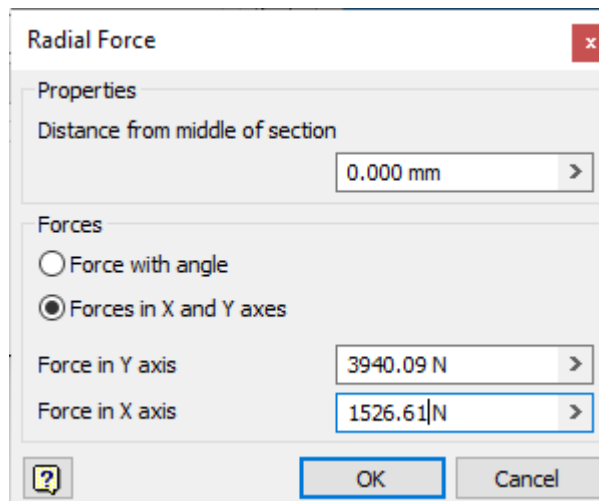 Radial Force
x
Properties
Distance from middle of section
0.000 mm >
Forces
Force with angle
Forces in X and Y axes
Force in Y axis 3940.09 N >
Force in X axis 1526.61 N >
? OK Cancel